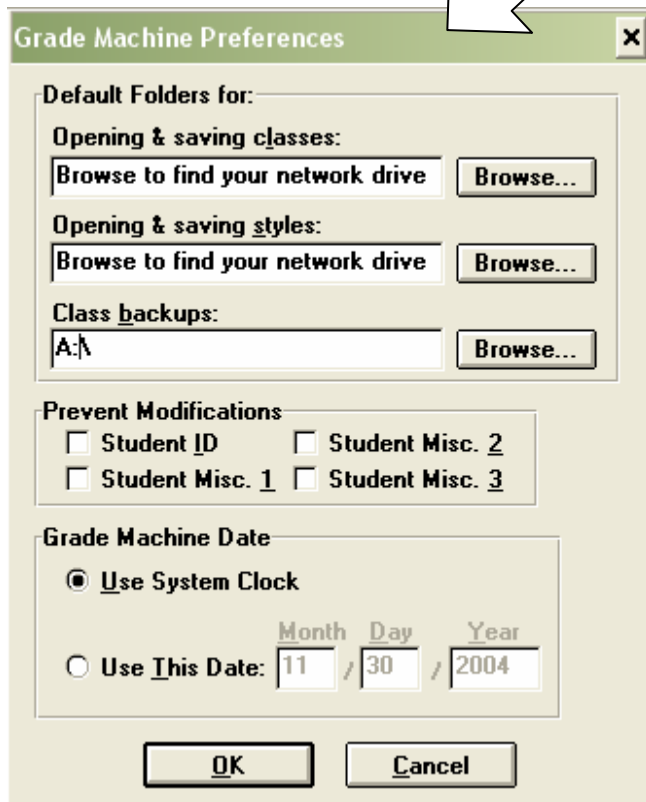 Grade Machine Preferences
Default Folders for:
Opening & saving classes:
Browse to find your network drive Browse...
Opening & saving styles:
Browse to find your network drive Browse...
Class backups:
A:\ Browse...
Prevent Modifications
Student ID Student Misc. 2
Student Misc. 1 Student Misc. 3
Grade Machine Date
Use System Clock
Month Day Year
Use This Date: 11 / 30 / 2004
OK Cancel